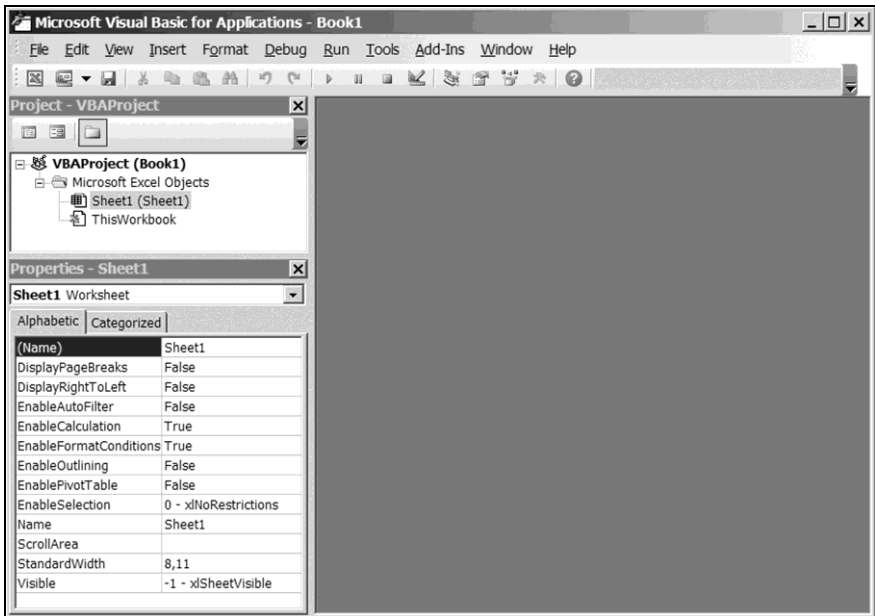 Microsoft Visual Basic for Applications - Book1
File Edit View Insert Format Debug Run Tools Add-Ins Window Help
Project - VBAProject
VBAProject (Book1)
Microsoft Excel Objects
Sheet1 (Sheet1)
ThisWorkbook
Properties - Sheet1
Sheet1 Worksheet
Alphabetic Categorized
(Name) Sheet1
DisplayPageBreaks False
DisplayRightToLeft False
EnableAutoFilter False
EnableCalculation True
EnableFormatConditions True
EnableOutlining False
EnablePivotTable False
EnableSelection 0 - xlNoRestrictions
Name Sheet1
ScrollArea
StandardWidth 8,11
Visible -1 - xlSheetVisible